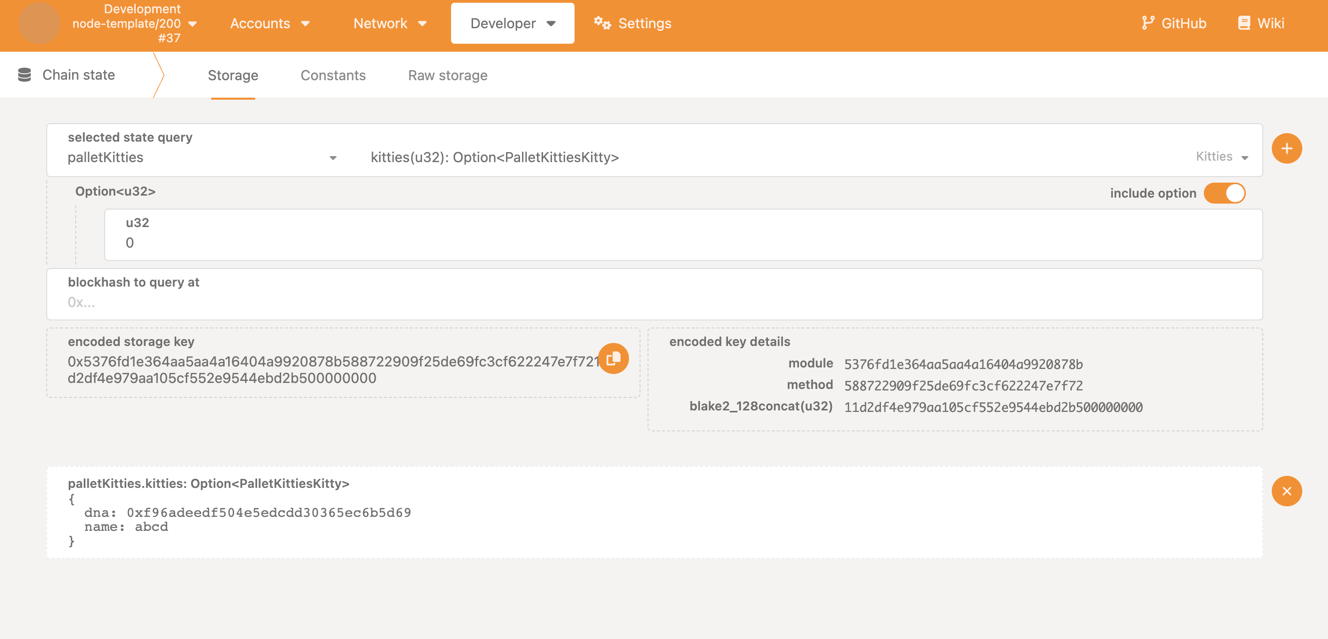 Development
node-template/200
#37
Accounts
Network
Developer
Settings
GitHub
Wiki
Chain state
Storage
Constants
Raw storage
selected state query
palletKitties
kitties(u32): Option<PalletKittiesKitty>
Kitties
Option<u32>
include option
u32
0
blockhash to query at
0x...
encoded storage key
0x5376fd1e364aa5aa4a16404a9920878b588722909f25de69fc3cf622247e7f7211
d2df4e979aa105cf552e9544ebd2b500000000
encoded key details
module 5376fd1e364aa5aa4a16404a9920878b
method 588722909f25de69fc3cf622247e7f72
blake2_128concat(u32) 11d2df4e979aa105cf552e9544ebd2b500000000
palletKitties.kitties: Option<PalletKittiesKitty>
{
dna: 0xf96adeedf504e5edcdd30365ec6b5d69
name: abcd
}